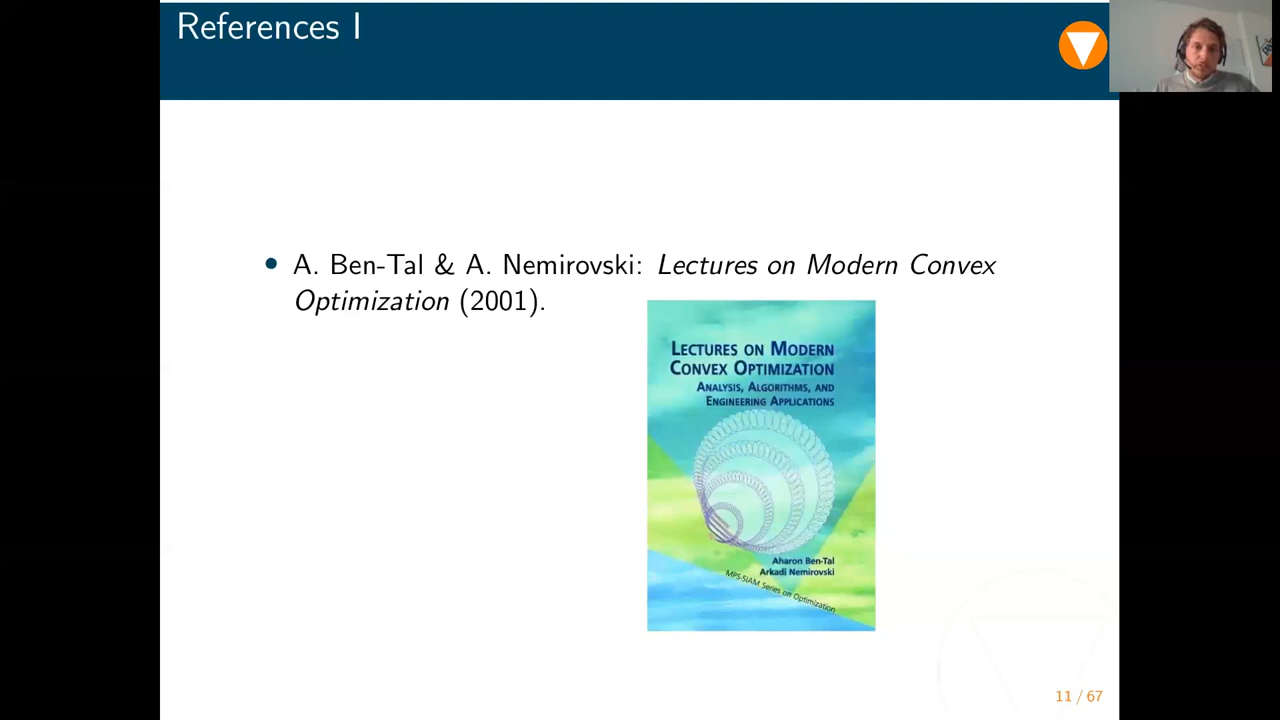 References I
• A. Ben-Tal & A. Nemirovski: Lectures on Modern Convex
Optimization (2001).
LECTURES ON MODERN
CONVEX OPTIMIZATION
ANALYSIS, ALGORITHMS, AND
ENGINEERING APPLICATIONS
Aharon Ben-Tal
Arkadi Nemirovski
MPS-SIAM Series on Optimization
11 / 67